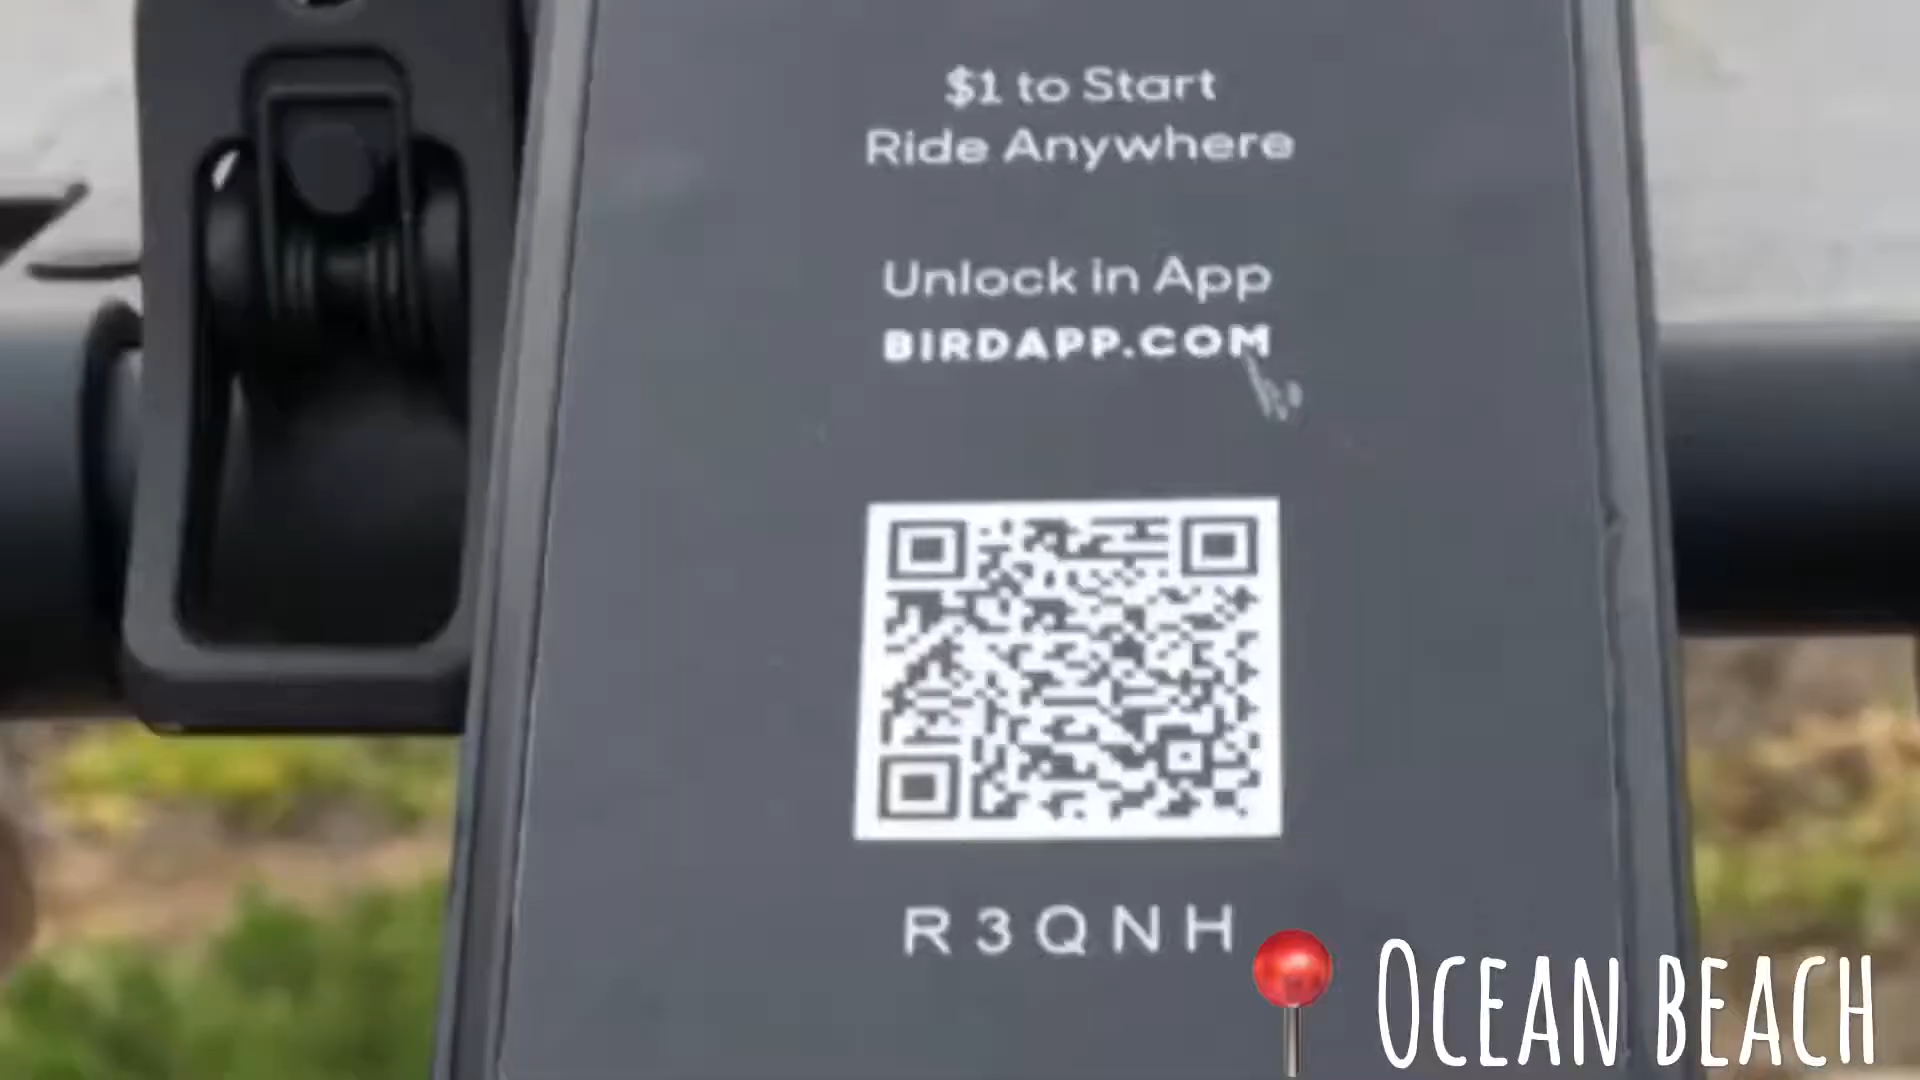 $1 to Start
Ride Anywhere
Unlock in App
BIRDAPP.COM
R3QNH
OCEAN BEACH